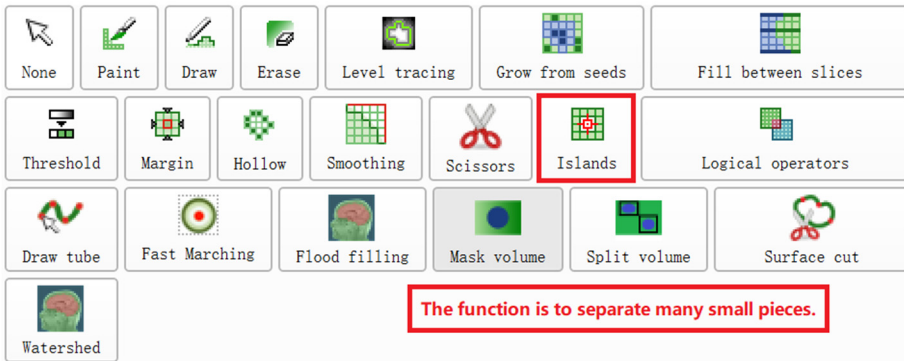 None
Paint
Draw
Erase
Level tracing
Grow from seeds
Fill between slices
Threshold
Margin
Hollow
Smoothing
Scissors
Islands
Logical operators
Draw tube
Fast Marching
Flood filling
Mask volume
Split volume
Surface cut
Watershed
The function is to separate many small pieces.